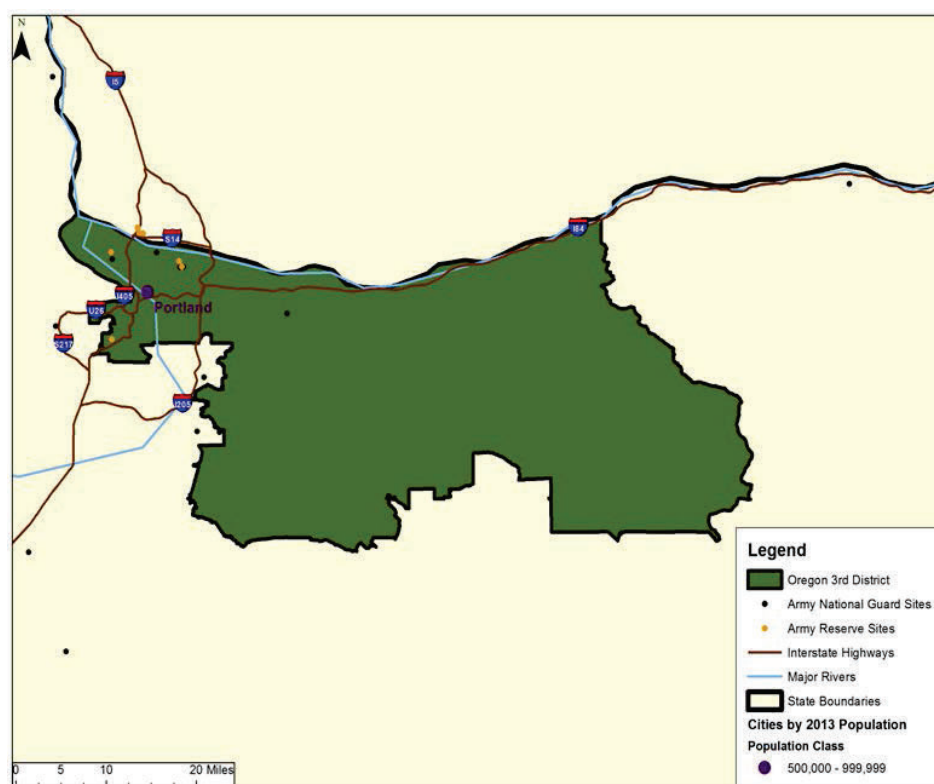 N
I5
S14
I84
I405
U26
Portland
S217
I205
Legend
Oregon 3rd District
Army National Guard Sites
Army Reserve Sites
Interstate Highways
Major Rivers
State Boundaries
Cities by 2013 Population
Population Class
500,000 - 999,999
0 5 10 20 Miles